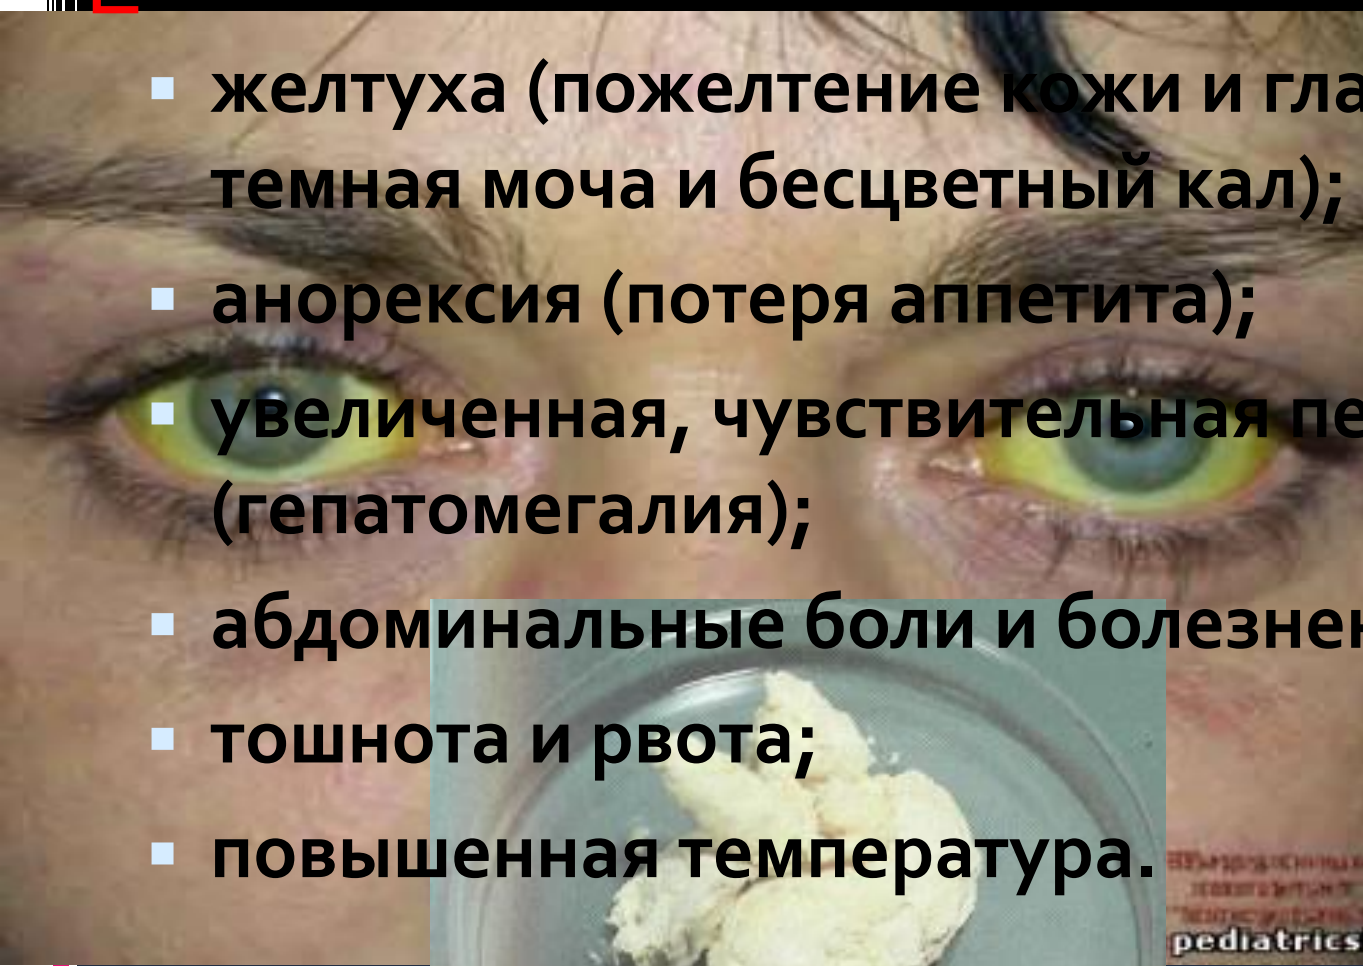 желтуха (пожелтение кожи и гла
темная моча и бесцветный кал);
анорексия (потеря аппетита);
увеличенная, чувствительная пе
(гепатомегалия);
абдоминальные боли и болезнен
тошнота и рвота;
повышенная температура.
pediatrics